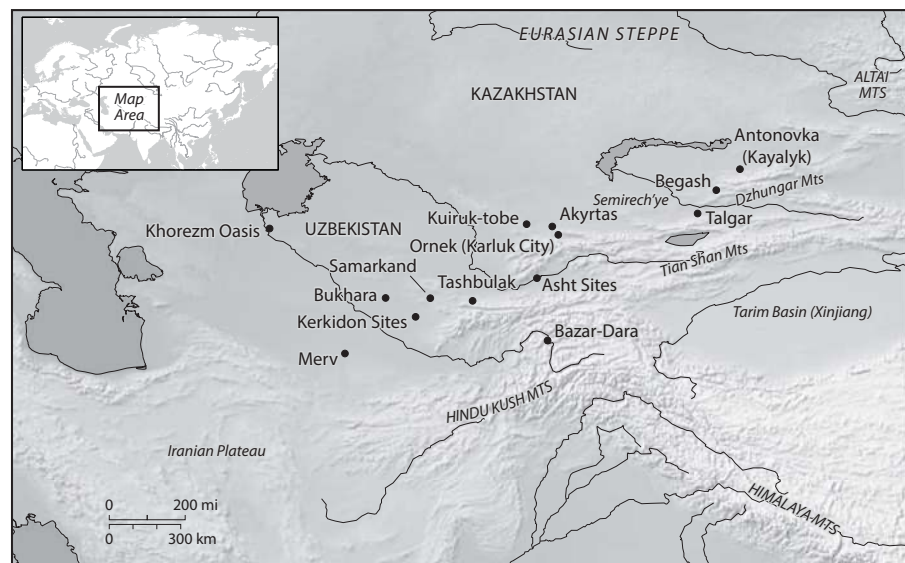 EURASIAN STEPPE
Map
Area
ALTAI
MTS
KAZAKHSTAN
Antonovka
(Kayalyk)
Begash
Dzhungar Mts
Semirech'ye
Talgar
Kuiruk-tobe
Akyrtas
Khorezm Oasis
UZBEKISTAN
Ornek (Karluk City)
Tian Shan Mts
Samarkand
Tashbulak
Asht Sites
Bukhara
Kerkidon Sites
Tarim Basin (Xinjiang)
Bazar-Dara
Merv
HINDU KUSH MTS
Iranian Plateau
HIMALAYA MTS
0 200 mi
0 300 km